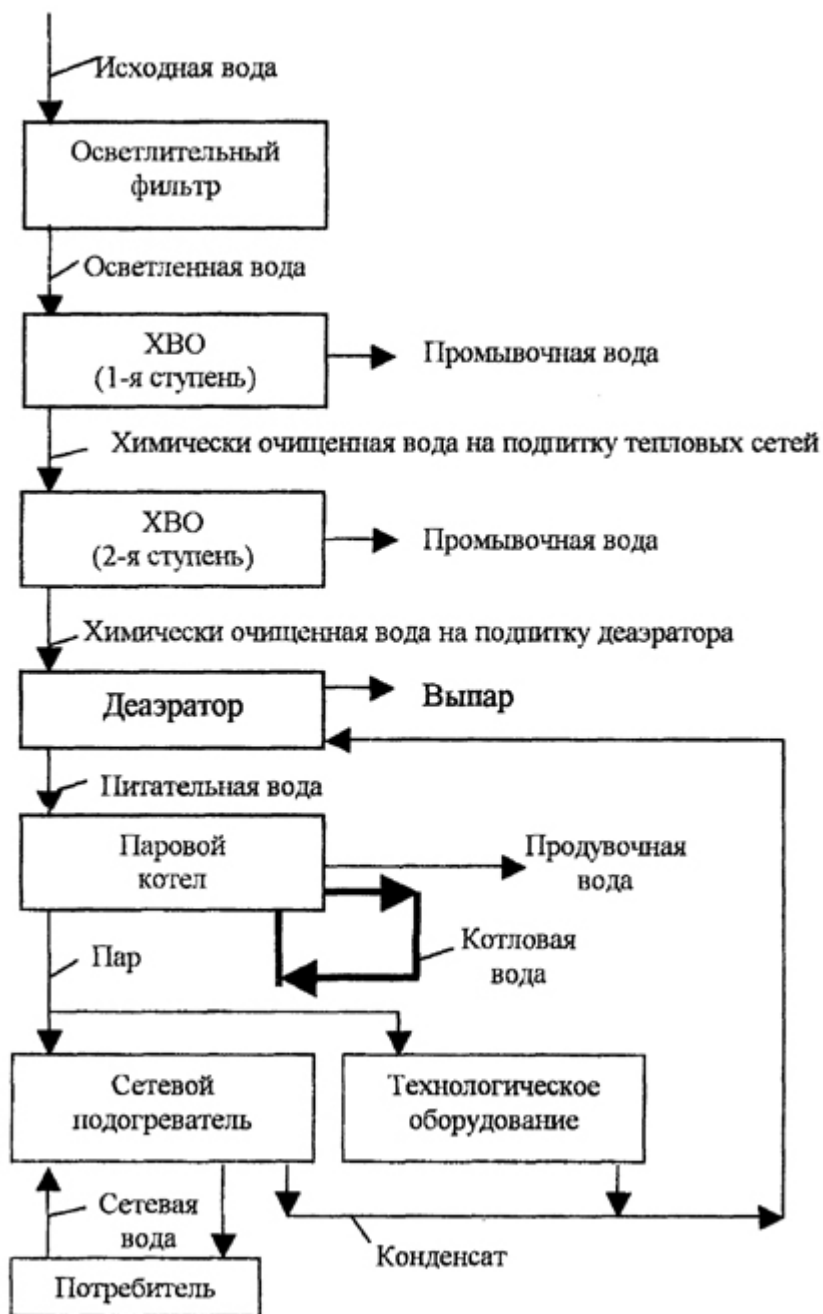 Исходная вода
Осветлительный
фильтр
Осветленная вода
ХВО
(1-я ступень)
Промывочная вода
Химически очищенная вода на подпитку тепловых сетей
ХВО
(2-я ступень)
Промывочная вода
Химически очищенная вода на подпитку деаэратора
Деаэратор
Выпар
Питательная вода
Паровой
котел
Продувочная
вода
Котловая
вода
Пар
Сетевой
подогреватель
Технологическое
оборудование
Сетевая
вода
Конденсат
Потребитель